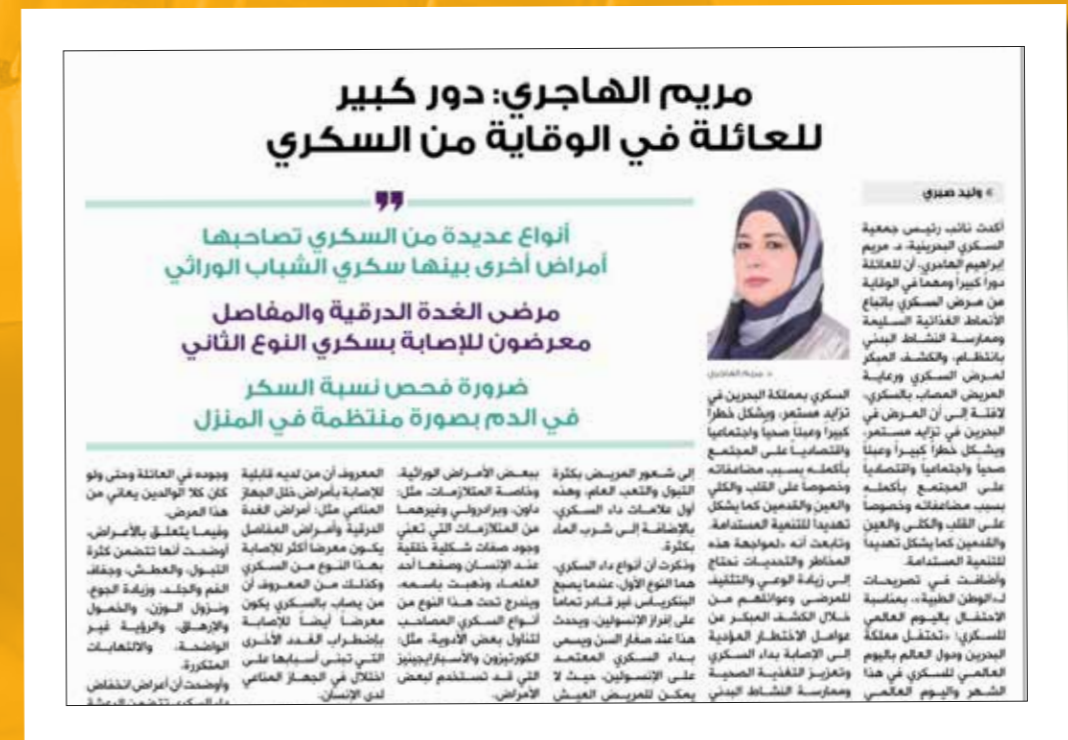 مريم الهاجري: دور كبير
للعائلة في الوقاية من السكري
» وليد صبري
أنواع عديدة من السكري تصاحبها
أمراض أخرى بينها سكري الشباب الوراثي
مرضى الغدة الدرقية والمفاصل
معرضون للإصابة بسكري النوع الثاني
ضرورة فحص نسبة السكر
في الدم بصورة منتظمة في المنزل
د. مريم الهاجري
أكدت نائب رئيس جمعية
السكري البحرينية، د. مريم
إبراهيم الهاجري، أن للعائلة
دوراً كبيراً ومهماً في الوقاية
من مرض السكري باتباع
الأنماط الغذائية السليمة
وممارسة النشاط البدني
بانتظام، والكشف المبكر
لمرض السكري ورعاية
المريض المصاب بالسكري،
لافتة إلى أن المرض في
البحرين في تزايد مستمر،
ويشكل خطراً كبيراً وعبئا
صحياً واجتماعيا واقتصادياً
على المجتمع بأكمله
بسبب مضاعفاته وخصوصاً
على القلب والكلى والعين
والقدمين كما يشكل تهديداً
للتنمية المستدامة.
وأضافت في تصريحات
لـ«الوطن الطبية»، بمناسبة
الاحتفال باليوم العالمي
للسكري: «تحتفل مملكة
البحرين ودول العالم باليوم
العالمي للسكري في هذا
الشهر واليوم العالمي
السكري بمملكة البحرين في
تزايد مستمر، ويشكل خطراً
كبيرا وعبئا صحيا واجتماعياً
واقتصادياً على المجتمع
بأكمله بسبب مضاعفاته
وخصوصا على القلب والكلي
والعين والقدمين كما يشكل
تهديدا للتنمية المستدامة.
وتابعت أنه «لمواجهة هذه
المخاطر والتحديات نحتاج
إلى زيادة الوعي والتثقيف
للمرضى وعوائلهم من
خلال الكشف المبكر عن
عوامل الاختطار المؤدية
إلى الإصابة بداء السكري
وتعزيز التغذية الصحية
وممارسة النشاط البدني
إلى شعور المريض بكثرة
التبول والتعب العام، وهذه
أول علامات داء السكري،
بالإضافة إلى شرب الماء
بكثرة.
وذكرت أن أنواع داء السكري،
هما النوع الأول، عندما يصبح
البنكرياس غير قادر تماما
على إفراز الإنسولين، ويحدث
هذا عند صغار السن ويسمى
بداء السكري المعتمد
على الإنسولين، حيث لا
يمكن للمريض العيش
ببعض الأمراض الوراثية،
وخاصة المتلازمات، مثل:
داون، وبرادرولي وغيرهما
من المتلازمات التي تعني
وجود صفات شكلية خلقية
عند الإنسان وصفها أحد
العلماء وذهبت باسمه،
ويندرج تحت هذا النوع من
أنواع السكري المصاحب
لتناول بعض الأدوية، مثل:
الكورتيزون والأسبارايجينيز
التي قد تستخدم لبعض
الأمراض.
المعروف أن من لديه قابلية
للإصابة بأمراض خلل الجهاز
المناعي مثل: أمراض الغدة
الدرقية وأمراض المفاصل
يكون معرضا أكثر للإصابة
بهذا النوع من السكري
وكذلك من المعروف أن
من يصاب بالسكري يكون
معرضاً أيضاً للإصابة
بإضطراب الغدد الأخرى
التي تبنى أسبابها على
اختلال في الجهاز المناعي
لدى الإنسان.
وجوده في العائلة وحتى ولو
كان كلا الوالدين يعاني من
هذا المرض.
وفيما يتعلق بالأعراض،
أوضحت أنها تتضمن كثرة
التبول، والعطش، وجفاف
الفم والجلد، وزيادة الجوع،
ونزول الوزن، والخمول
والإرهاق، والرؤية غير
الواضحة، والالتهابات
المتكررة.
وأوضحت أن أعراض انخفاض
داء السكري تتضمن الرعشة